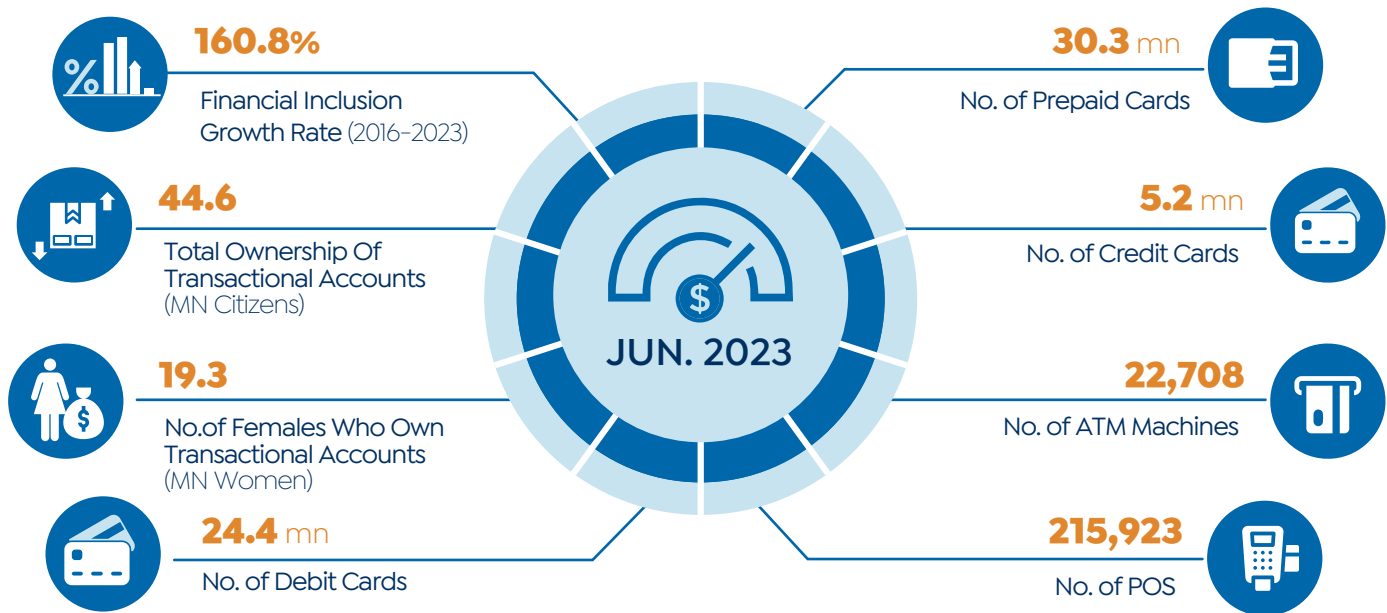 160.8%
Financial Inclusion
Growth Rate (2016-2023)
44.6
Total Ownership Of
Transactional Accounts
(MN Citizens)
19.3
No.of Females Who Own
Transactional Accounts
(MN Women)
24.4 mn
No. of Debit Cards
%
$
$
JUN. 2023
30.3 mn
No. of Prepaid Cards
5.2 mn
No. of Credit Cards
22,708
No. of ATM Machines
215,923
No. of POS